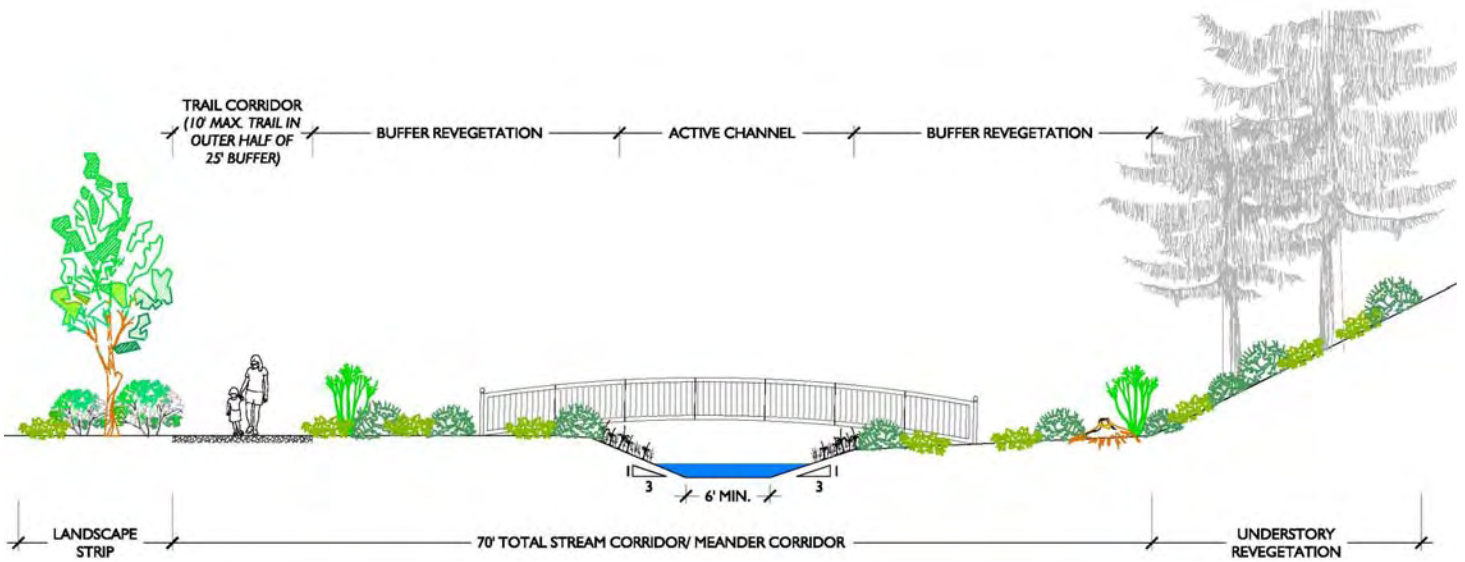 TRAIL CORRIDOR
(10' MAX. TRAIL IN
OUTER HALF OF
25' BUFFER)
BUFFER REVEGETATION
ACTIVE CHANNEL
BUFFER REVEGETATION
1
3
6' MIN.
3
1
LANDSCAPE
STRIP
70' TOTAL STREAM CORRIDOR/ MEANDER CORRIDOR
UNDERSTORY
REVEGETATION